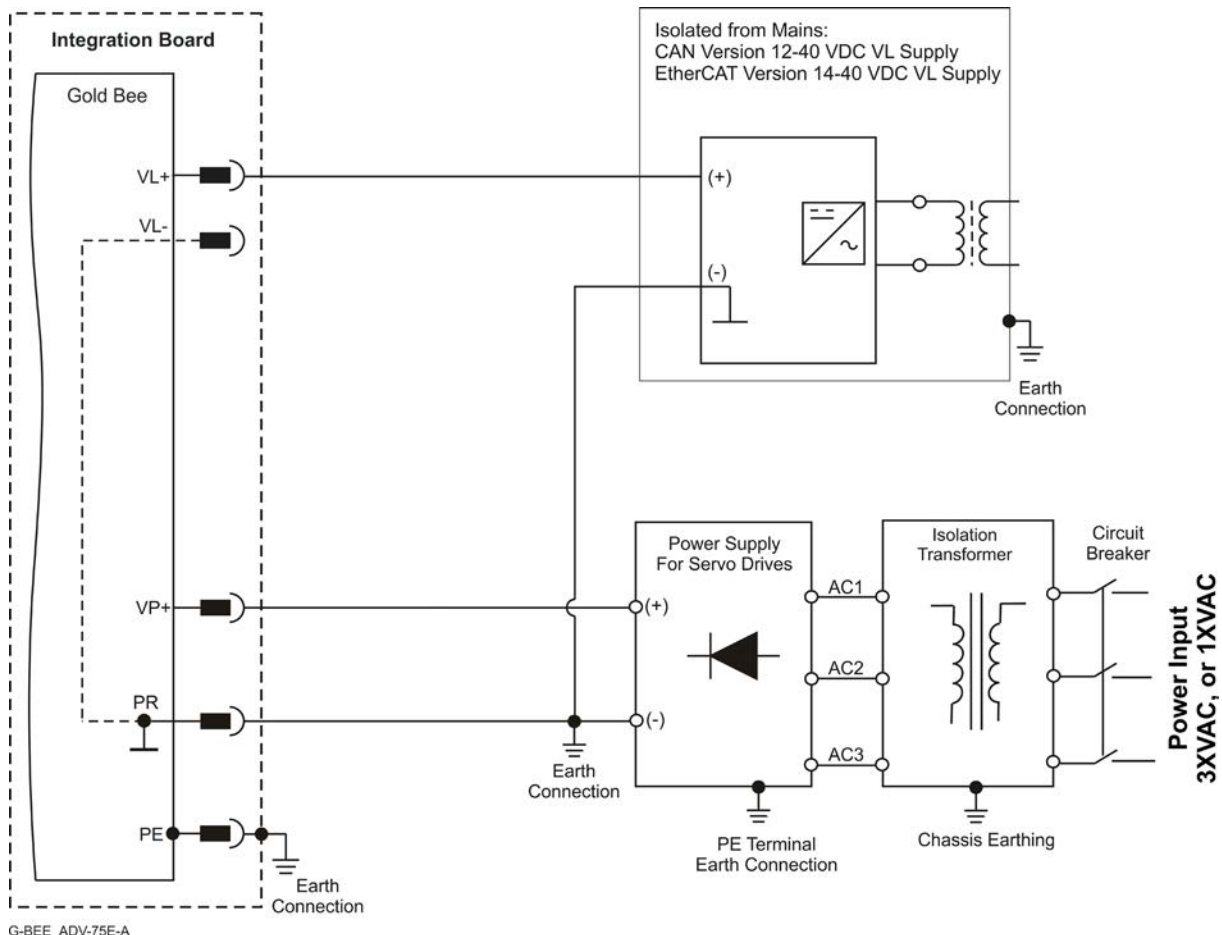 Integration Board
Gold Bee
VL+
VL-
VP+
PR
PE
Earth
Connection
Isolated from Mains:
CAN Version 12-40 VDC VL Supply
EtherCAT Version 14-40 VDC VL Supply
(+)
(-)
Earth
Connection
Power Supply
For Servo Drives
(+)
(-)
Earth
Connection
AC1
AC2
AC3
PE Terminal
Earth Connection
Isolation
Transformer
Chassis Earthing
Circuit
Breaker
Power Input
3XVAC, or 1XVAC
G-BEE_ADV-75E-A